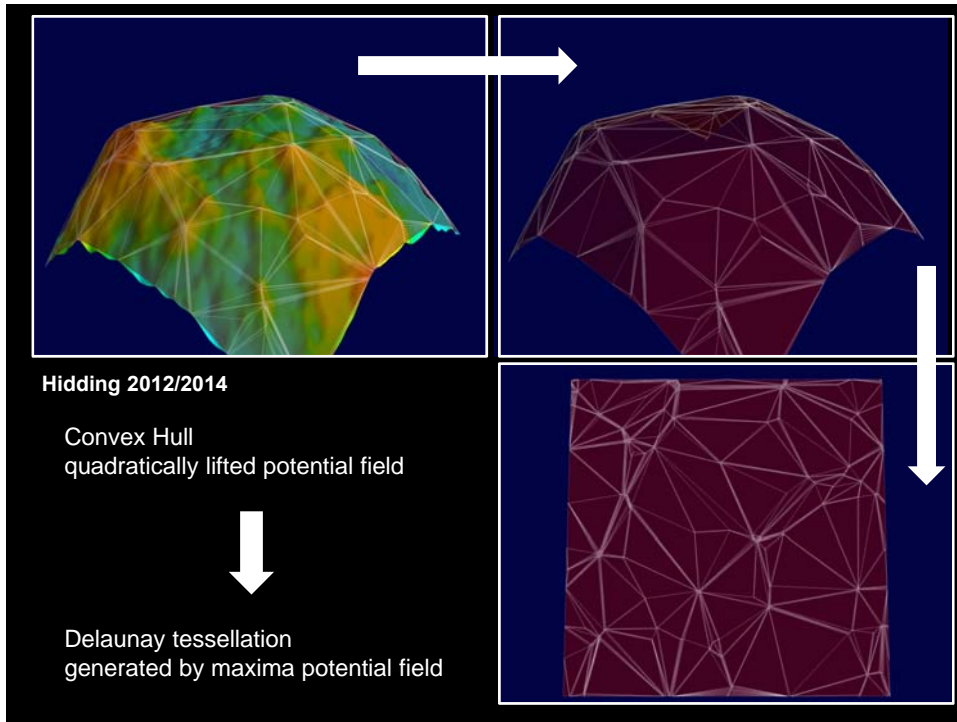 Hidding 2012/2014
Convex Hull
quadratically lifted potential field
Delaunay tessellation
generated by maxima potential field